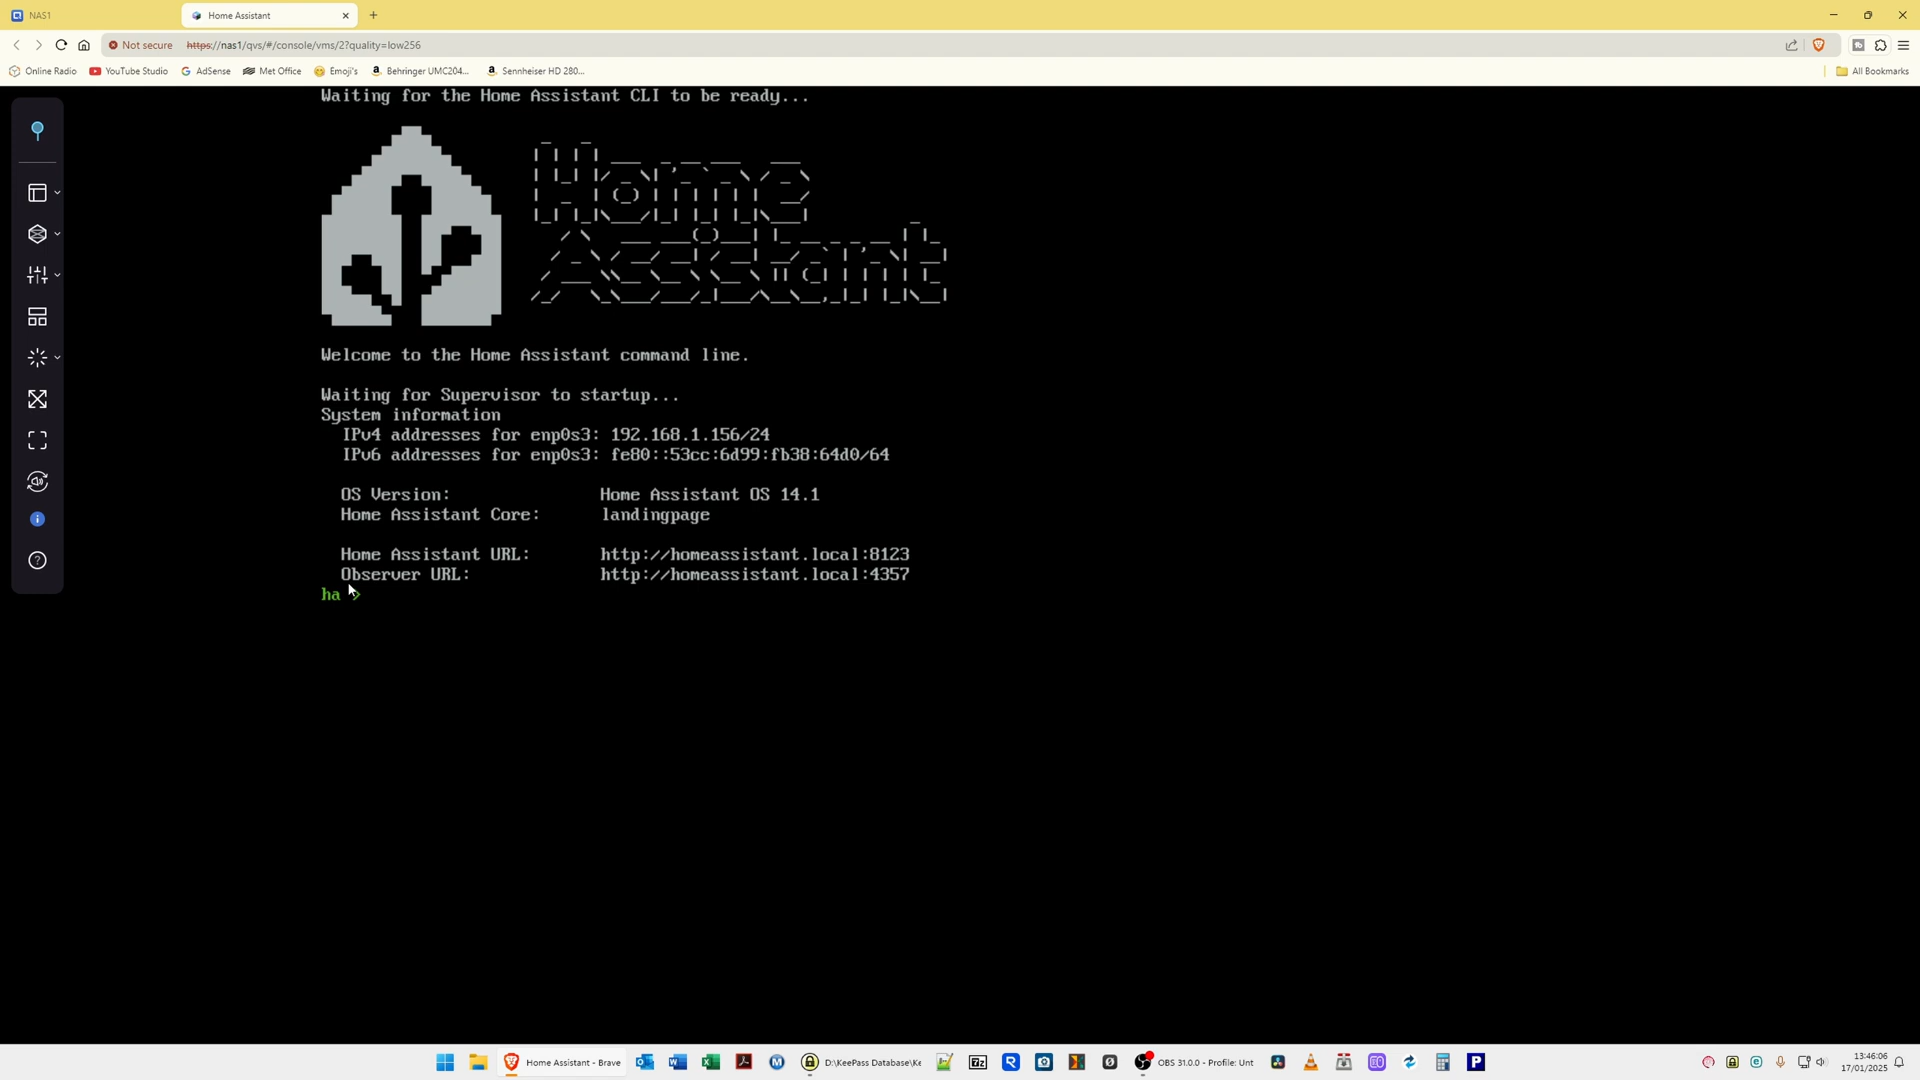 NAS1
Home Assistant
Not secure
https://nas1/qvs/#/console/vms/2?quality=low256
Online Radio
YouTube Studio
AdSense
Met Office
Emoji's
Behringer UMC204...
Sennheiser HD 280...
All Bookmarks
Waiting for the Home Assistant CLI to be ready...
Home
Assistant
Welcome to the Home Assistant command line.
Waiting for Supervisor to startup...
System information
IPv4 addresses for enp0s3: 192.168.1.156/24
IPv6 addresses for enp0s3: fe80::53cc:6d99:fb38:64d0/64
OS Version: Home Assistant OS 14.1
Home Assistant Core: landingpage
Home Assistant URL: http://homeassistant.local:8123
Observer URL: http://homeassistant.local:4357
ha >
Home Assistant - Brave
D:\KeePass Database\Ke
OBS 31.0.0 - Profile: Unt
13:46:06
17/01/2025